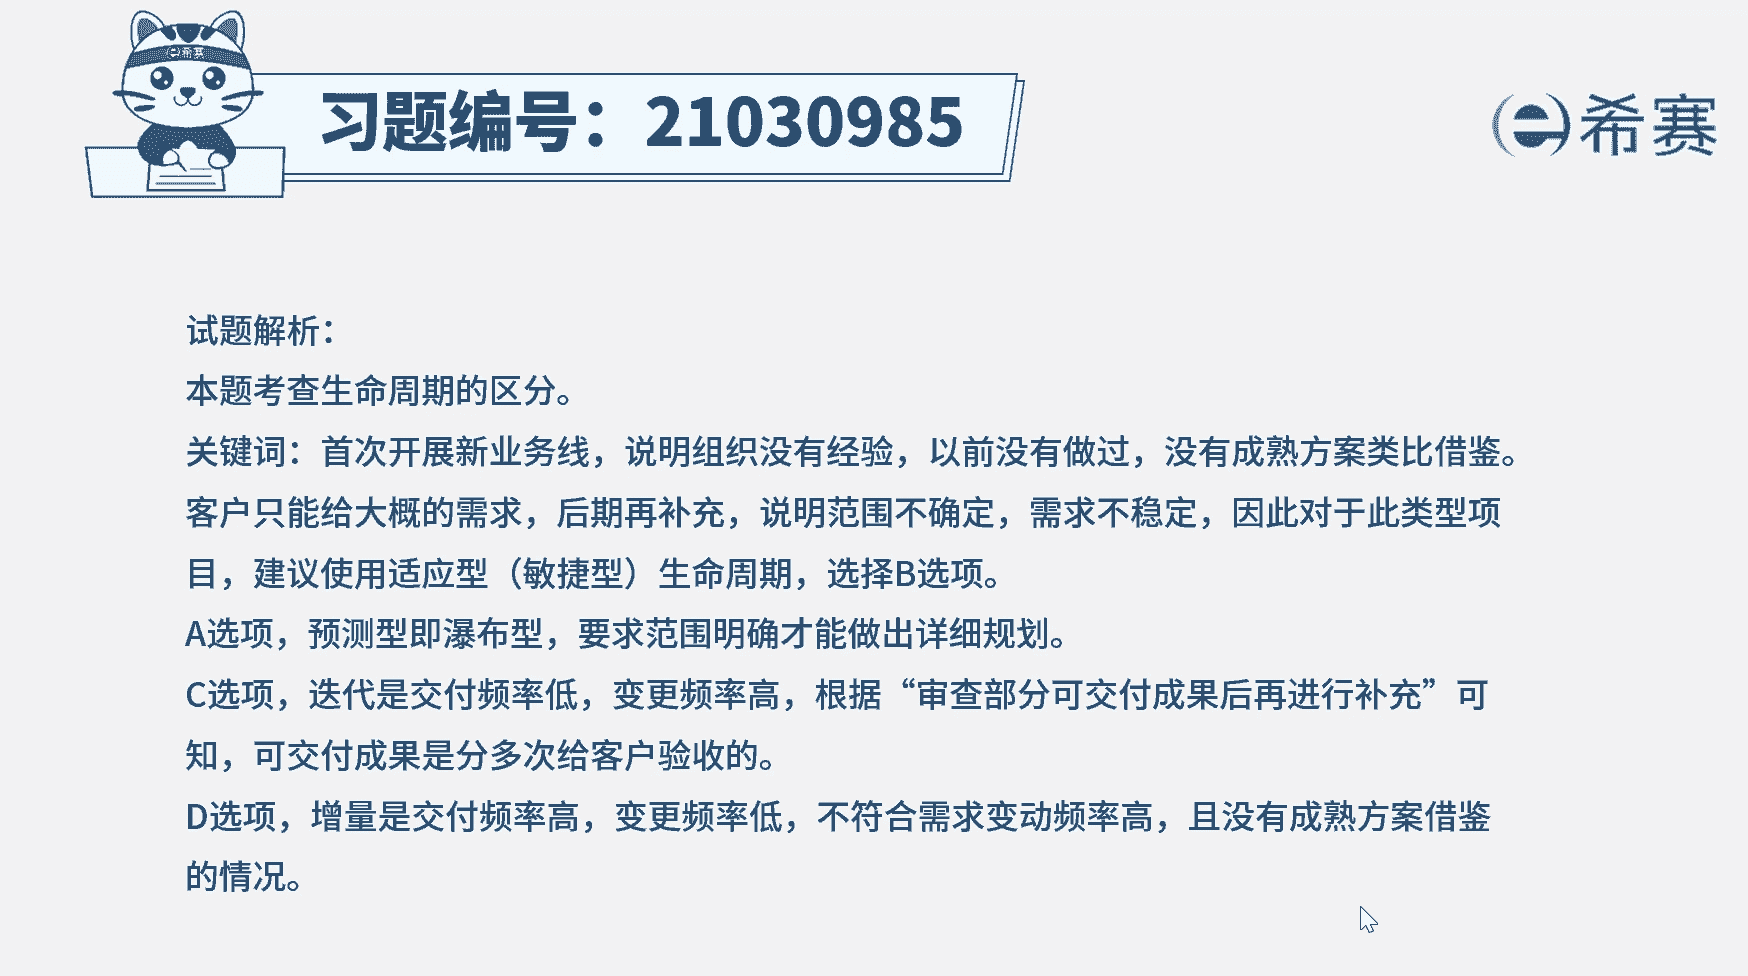 e希赛
习题编号：21030985
e希赛
试题解析：
本题考查生命周期的区分。
关键词：首次开展新业务线，说明组织没有经验，以前没有做过，没有成熟方案类比借鉴。
客户只能给大概的需求，后期再补充，说明范围不确定，需求不稳定，因此对于此类型项
目，建议使用适应型（敏捷型）生命周期，选择B选项。
A选项，预测型即瀑布型，要求范围明确才能做出详细规划。
C选项，迭代是交付频率低，变更频率高，根据“审查部分可交付成果后再进行补充”可
知，可交付成果是分多次给客户验收的。
D选项，增量是交付频率高，变更频率低，不符合需求变动频率高，且没有成熟方案借鉴
的情况。